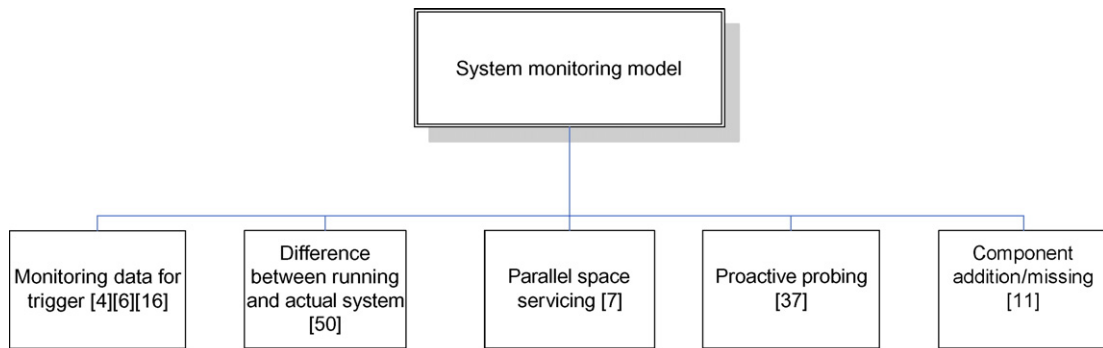 System monitoring model
Monitoring data for
trigger [4][6][16]
Difference
between running
and actual system
[50]
Parallel space
servicing [7]
Proactive probing
[37]
Component
addition/missing
[11]